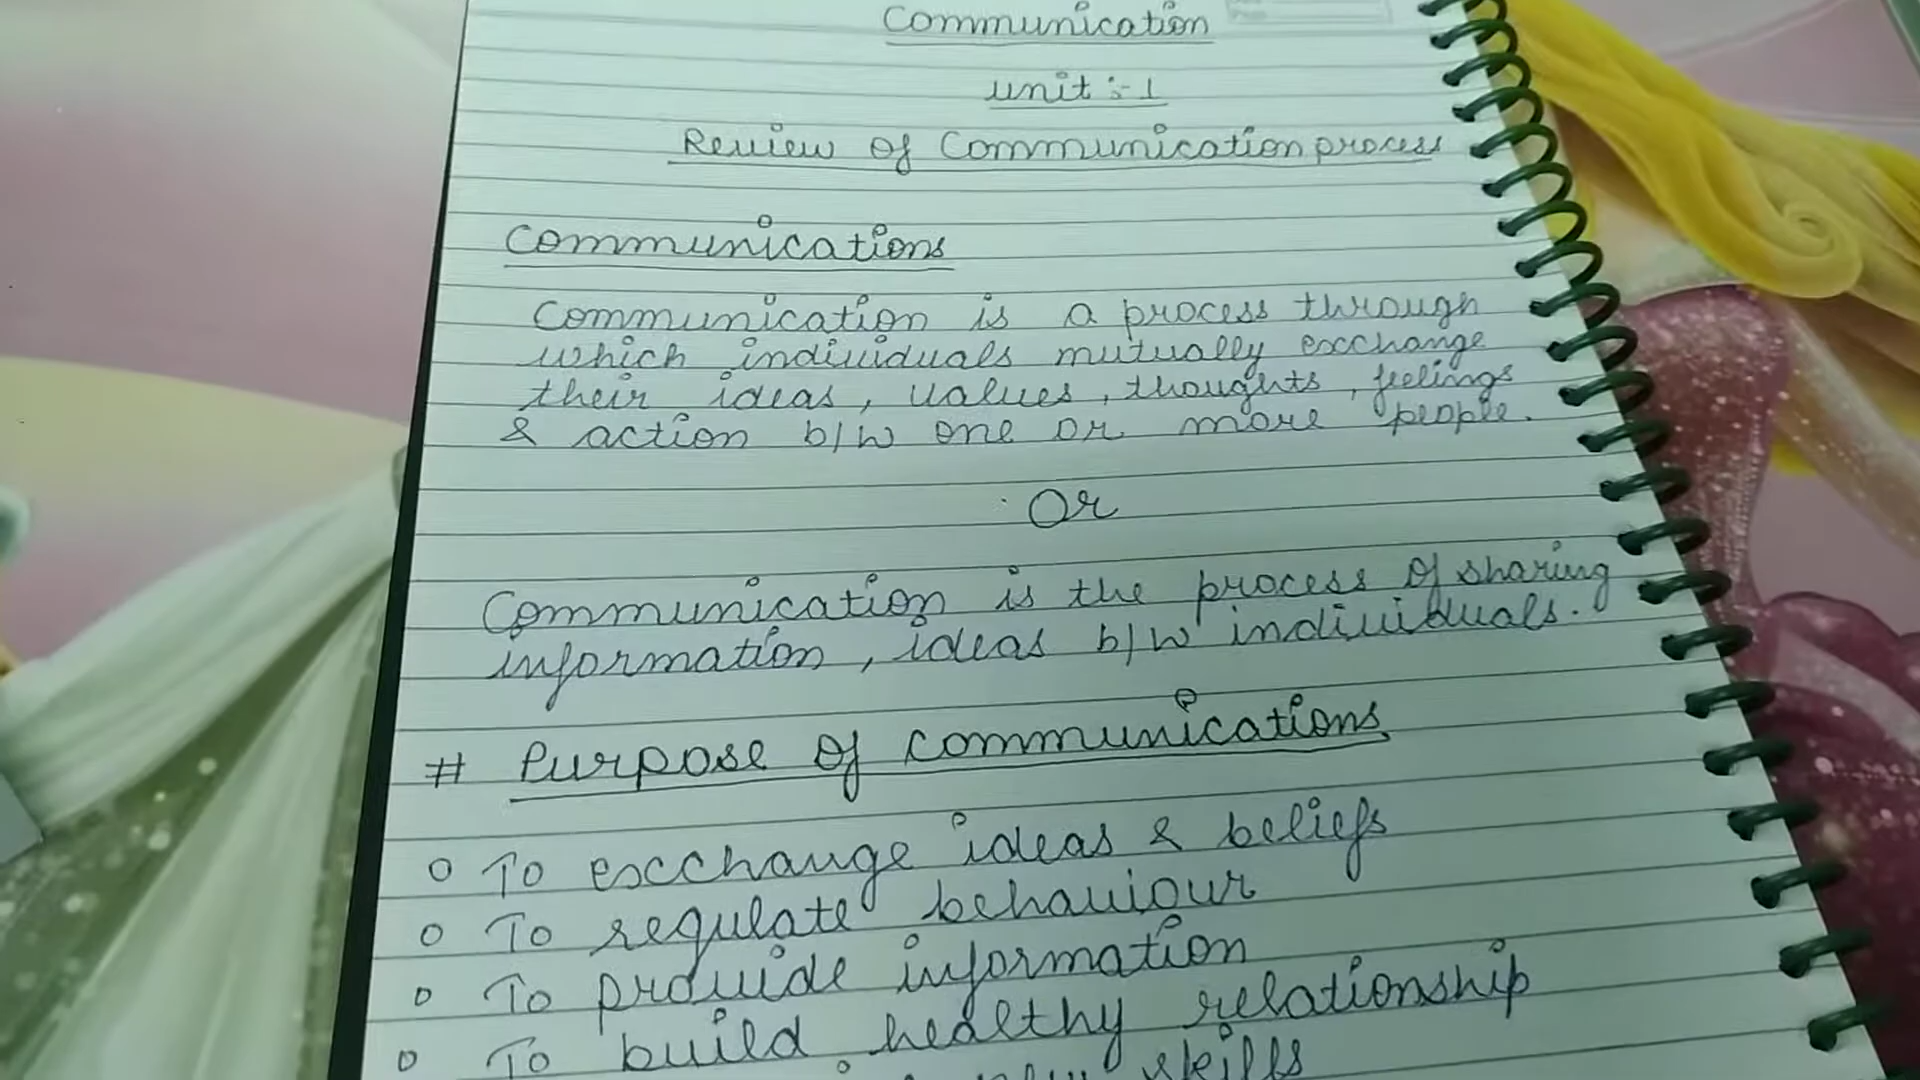 Communication
unit :- 1
Review of Communication process
Communications
Communication is a process through
which individuals mutually exchange
their ideas, values, thoughts, feelings
& action b/w one or more people.
Or
Communication is the process of sharing
information, ideas b/w individuals.
# Purpose of communications
o To exchange ideas & beliefs
o To regulate behaviour
o To provide information
o To build healthy relationship
new skills